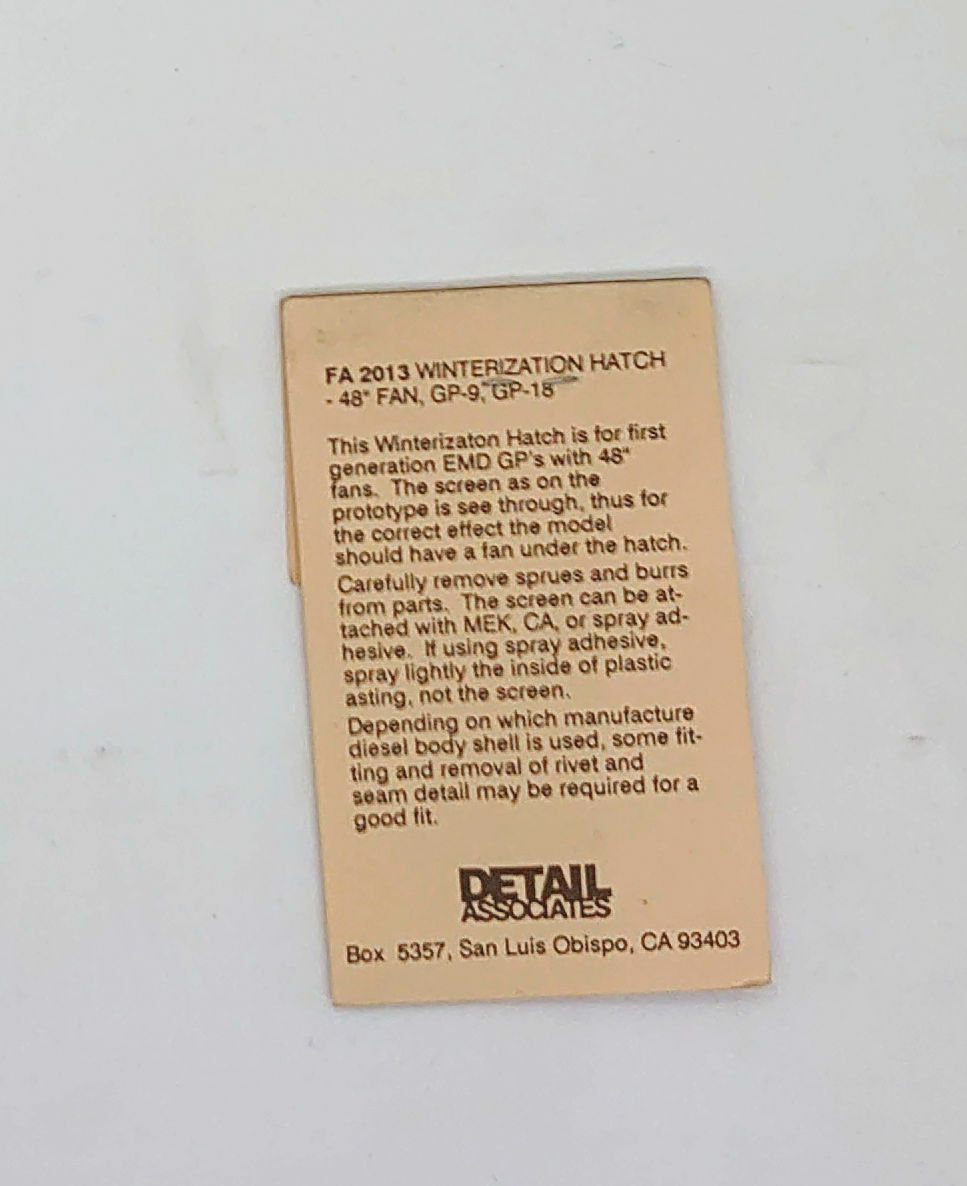 FA 2013 WINTERIZATION HATCH
- 48" FAN, GP-9, GP-18
This Winterizaton Hatch is for first
generation EMD GP's with 48"
fans. The screen as on the
prototype is see through, thus for
the correct effect the model
should have a fan under the hatch.
Carefully remove sprues and burrs
from parts. The screen can be at-
tached with MEK, CA, or spray ad-
hesive. If using spray adhesive,
spray lightly the inside of plastic
asting, not the screen.
Depending on which manufacture
diesel body shell is used, some fit-
ting and removal of rivet and
seam detail may be required for a
good fit.
DETAIL
ASSOCIATES
Box 5357, San Luis Obispo, CA 93403